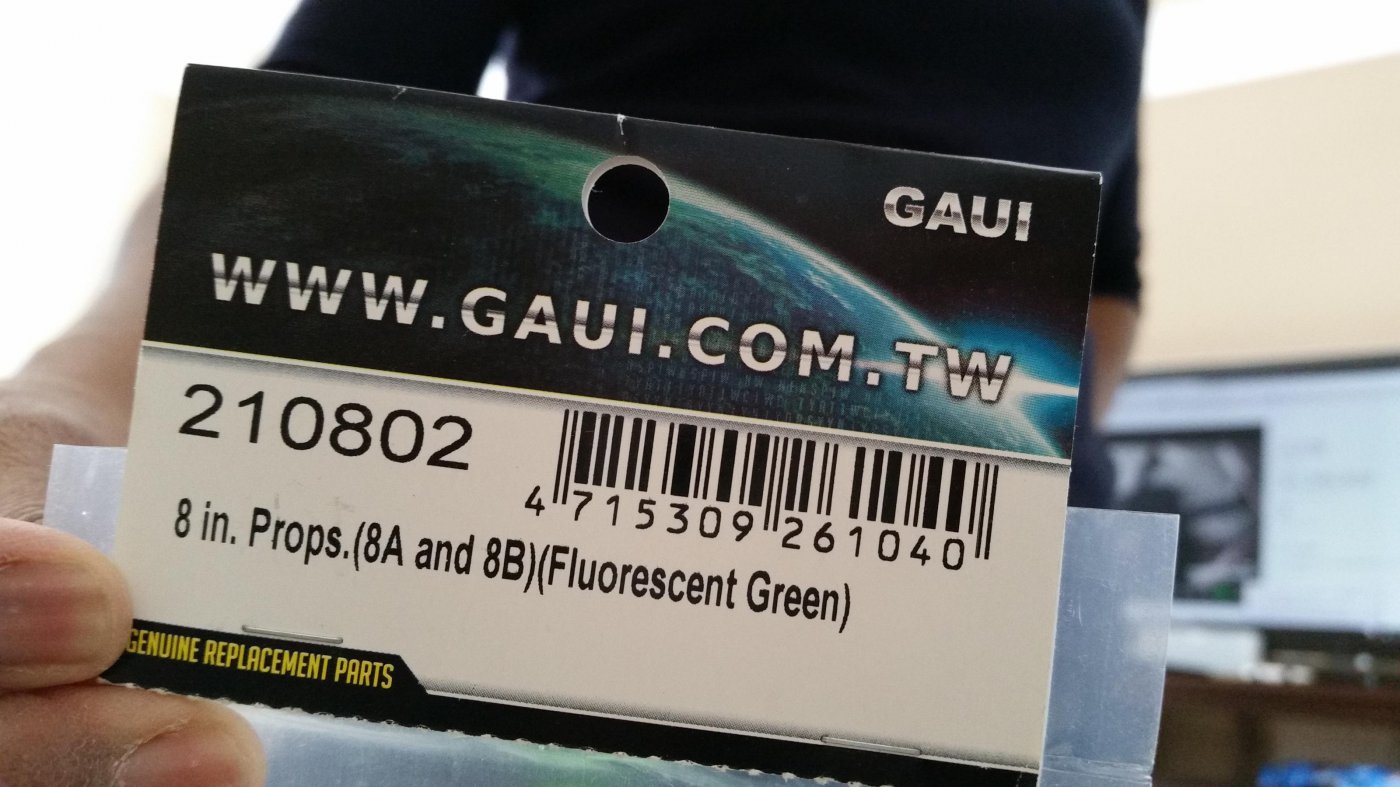 GAUI
WWW.GAUI.COM.TW
210802
4 715309 261040
8 in. Props.(8A and 8B)(Fluorescent Green)
GENUINE REPLACEMENT PARTS